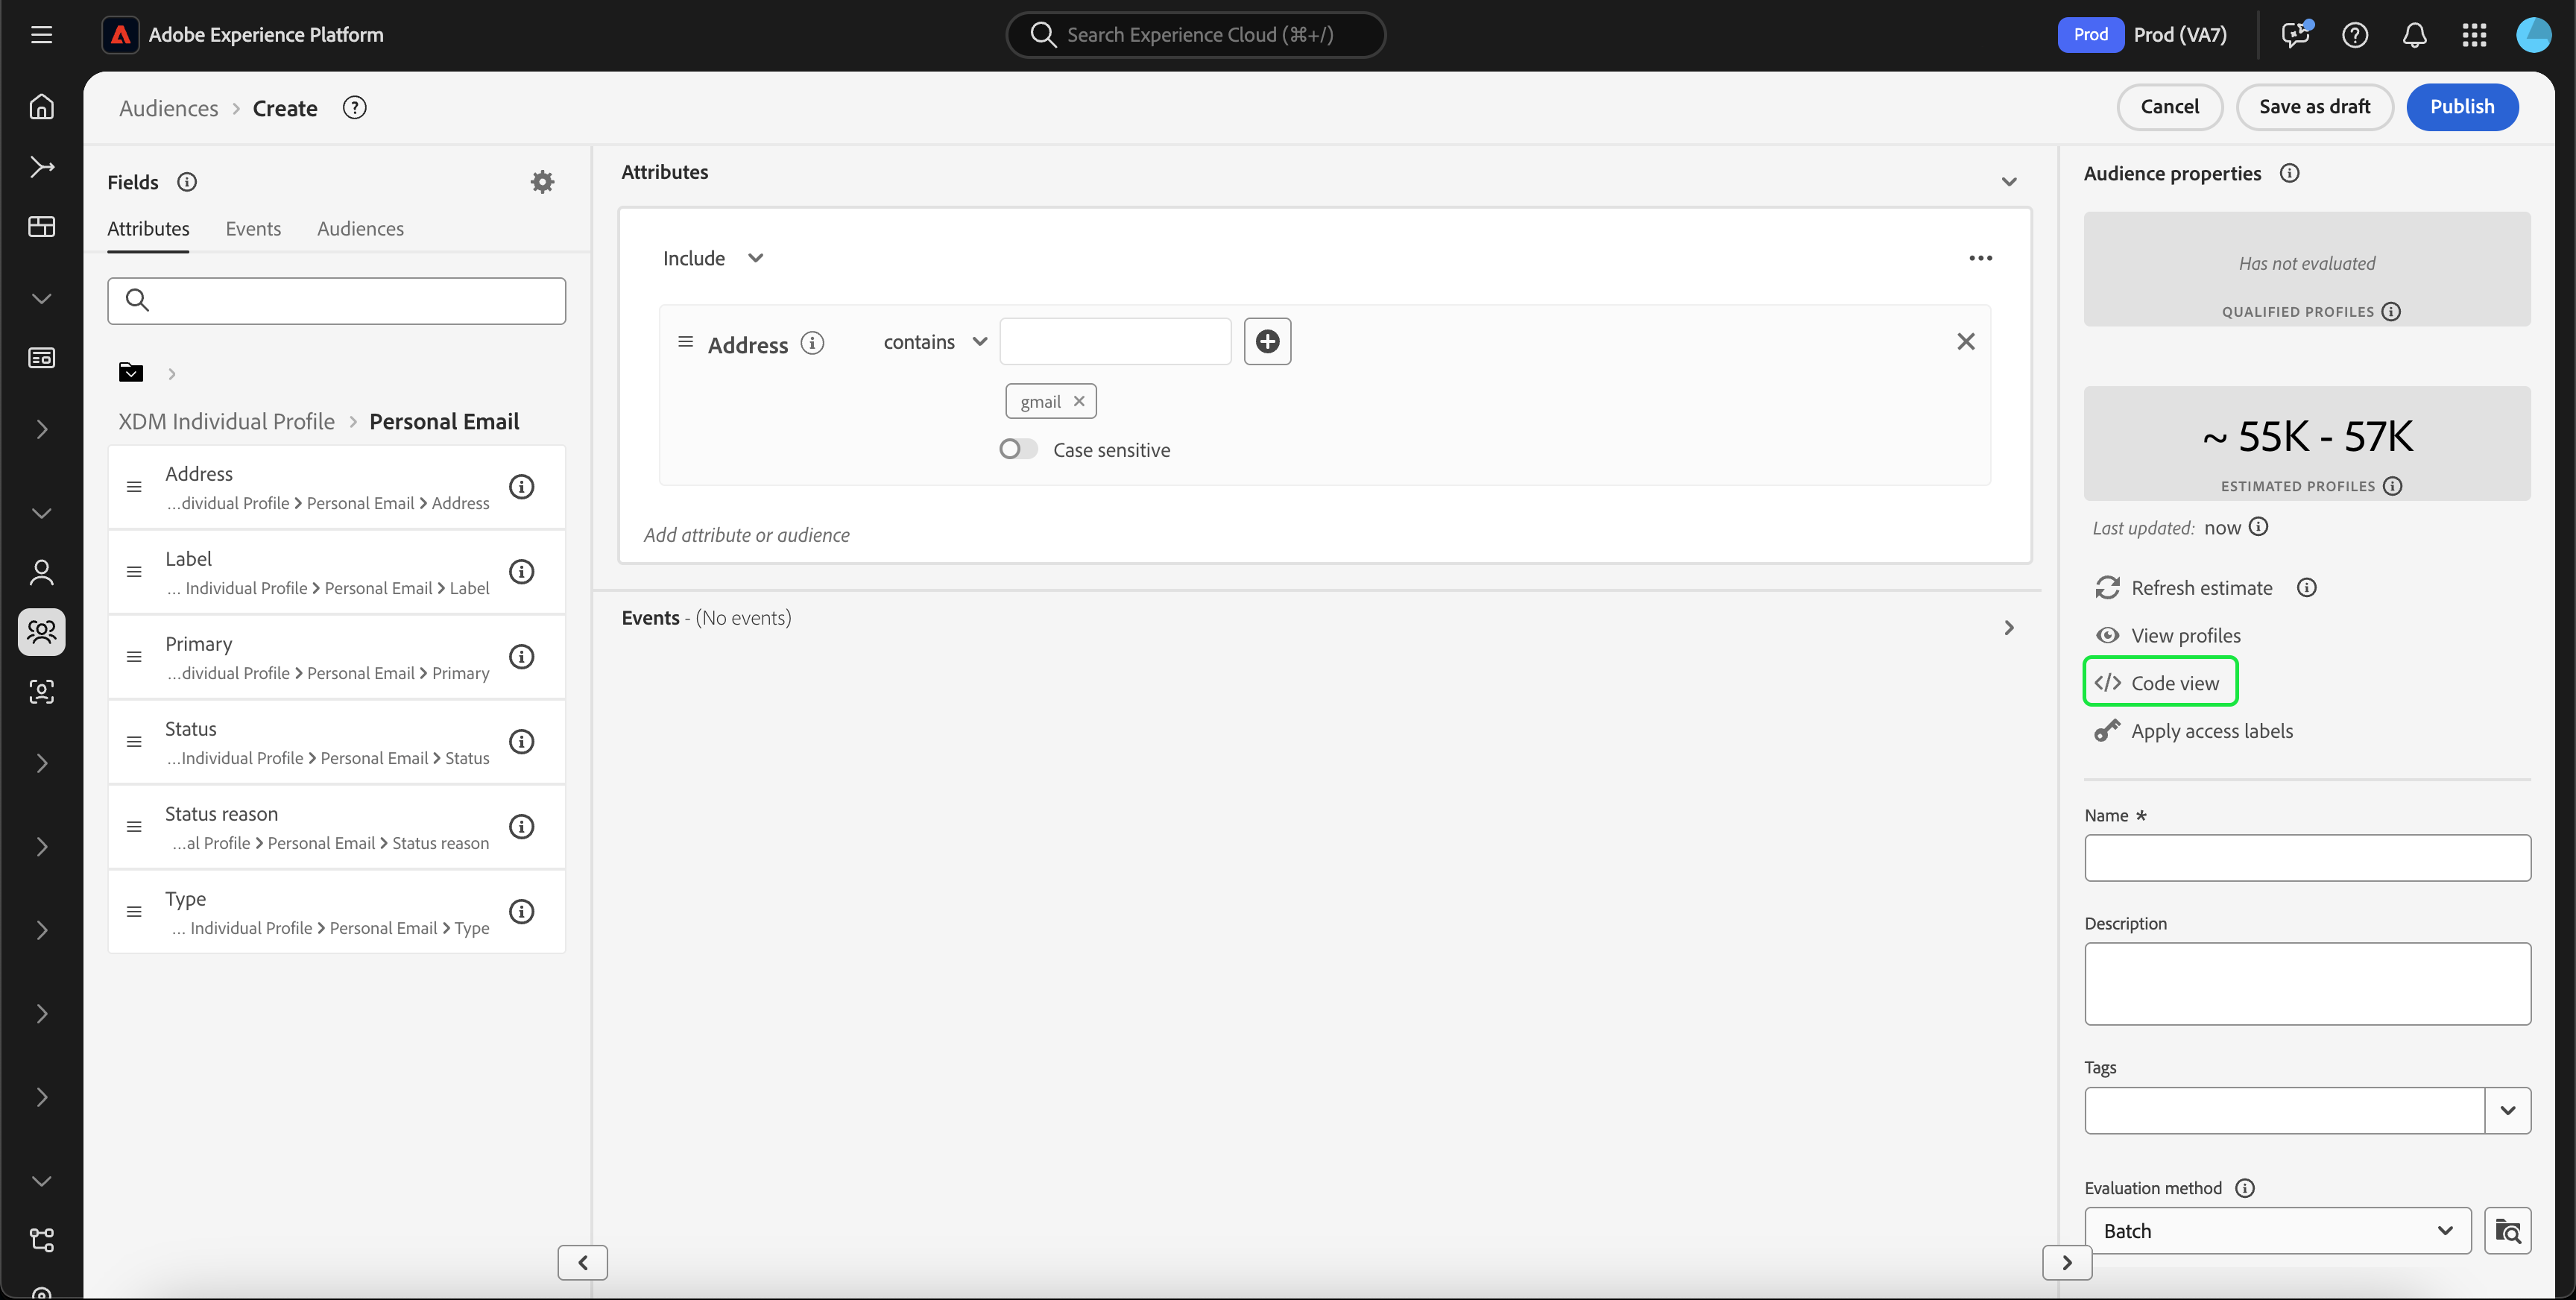 Adobe Experience Platform
Search Experience Cloud (⌘+/)
Prod
Prod (VA7)
Audiences
Create
Cancel
Save as draft
Publish
Fields
Attributes
Events
Audiences
XDM Individual Profile
Personal Email
Address
...dividual Profile > Personal Email > Address
Label
... Individual Profile > Personal Email > Label
Primary
...dividual Profile > Personal Email > Primary
Status
...Individual Profile > Personal Email > Status
Status reason
...al Profile > Personal Email > Status reason
Type
... Individual Profile > Personal Email > Type
Attributes
Include
Address
contains
gmail
Case sensitive
Add attribute or audience
Events - (No events)
Audience properties
Has not evaluated
QUALIFIED PROFILES
~ 55K - 57K
ESTIMATED PROFILES
Last updated: now
Refresh estimate
View profiles
</> Code view
Apply access labels
Name *
Description
Tags
Evaluation method
Batch